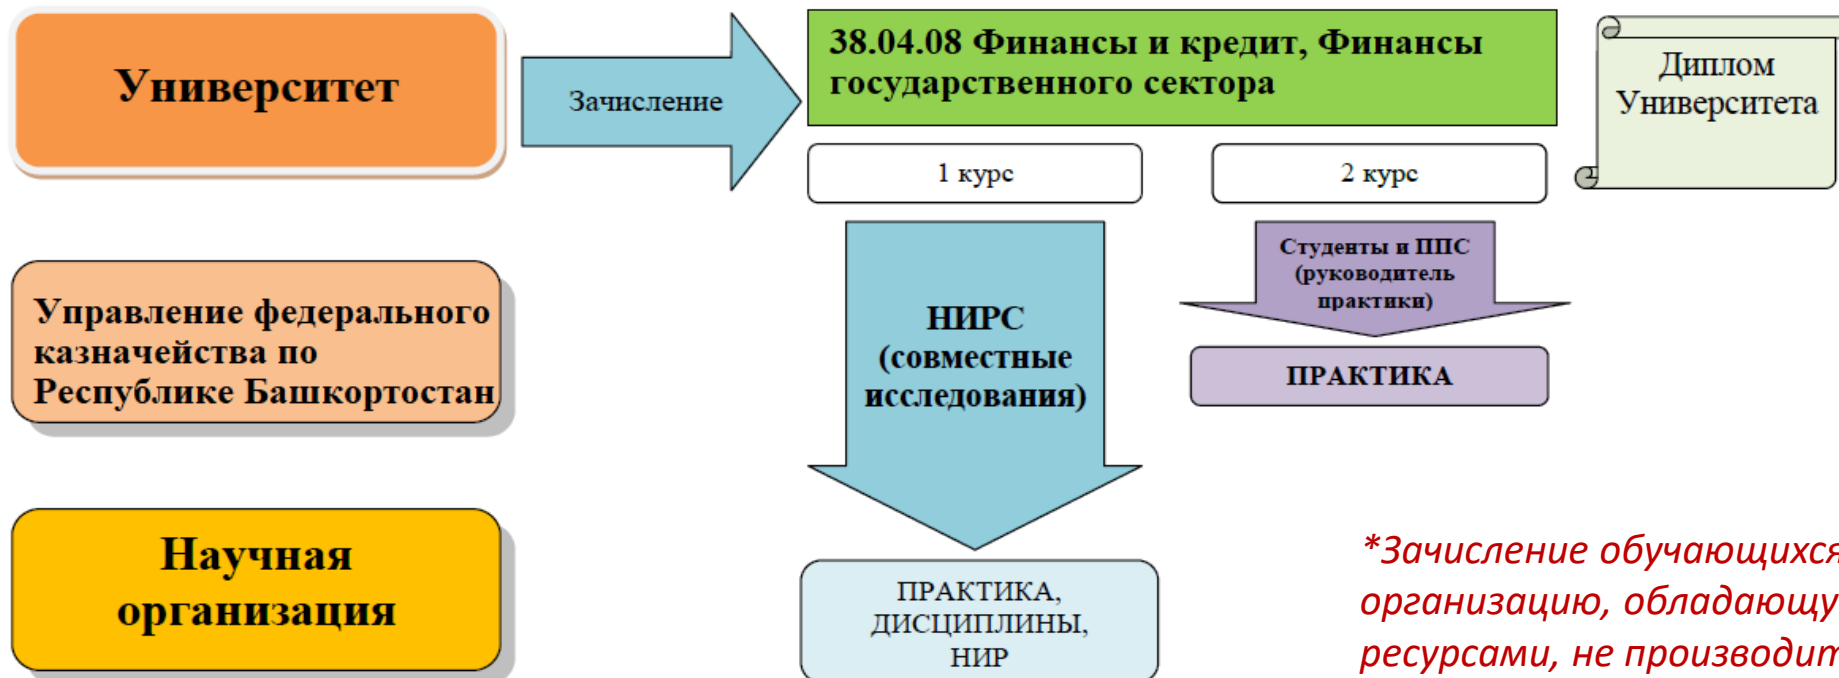 Университет
Зачисление
38.04.08 Финансы и кредит, Финансы
государственного сектора
Диплом
Университета
1 курс
2 курс
Управление федерального
казначейства по
Республике Башкортостан
НИРС
(совместные
исследования)
Студенты и ППС
(руководитель
практики)
ПРАКТИКА
Научная
организация
ПРАКТИКА,
ДИСЦИПЛИНЫ,
НИР
*Зачисление обучающихся
организацию, обладающу
ресурсами, не производит